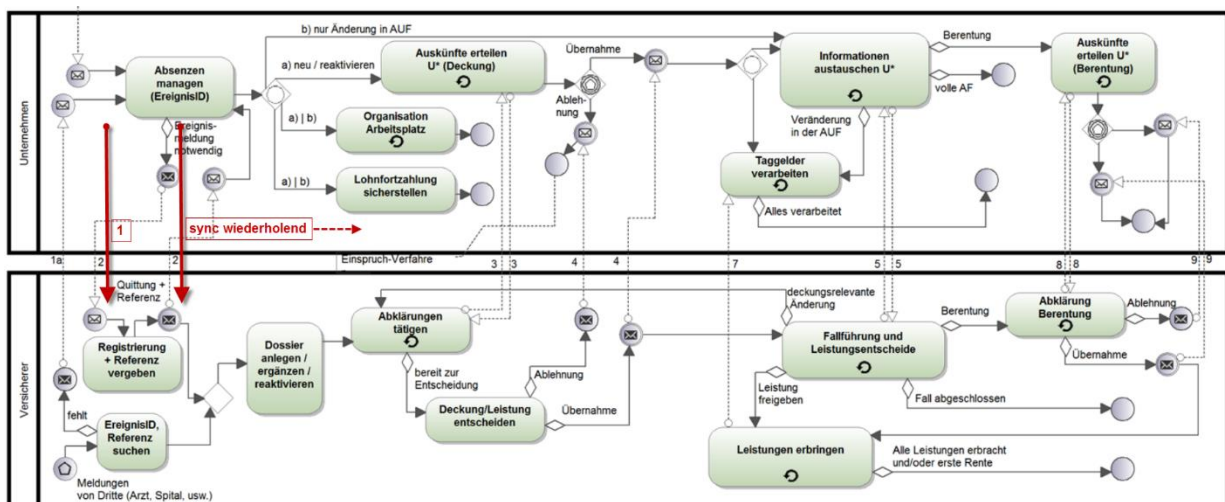 Unternehmen
b) nur Änderung in AUF
Absenzen
managen
(EreignisID)
a) neu / reaktivieren
Auskünfte erteilen
U* (Deckung)
Übernahme
Informationen
austauschen U*
Berentung
Auskünfte
erteilen U*
(Berentung)
volle AF
Ableh-
nung
Ereignis-
meldung
notwendig
a) | b)
Organisation
Arbeitsplatz
Veränderung
in der AUF
Taggelder
verarbeiten
a) | b)
Lohnfortzahlung
sicherstellen
Alles verarbeitet
1
sync wiederholend
1a
2
2
Einspruch-Verfahre
3
3
4
4
7
5
5
8
8
9
9
Versicherer
Quittung +
Referenz
deckungsrelevante
Änderung
Registrierung
+ Referenz
vergeben
Dossier
anlegen /
ergänzen /
reaktivieren
Abklärungen
tätigen
Fallführung und
Leistungsentscheide
Berentung
Abklärung
Berentung
Ablehnung
Übernahme
bereit zur
Entscheidung
Ablehnung
Leistung
freigeben
fehlt
Deckung/Leistung
entscheiden
Übernahme
Fall abgeschlossen
EreignisID,
Referenz
suchen
Leistungen erbringen
Alle Leistungen erbracht
und/oder erste Rente
Meldungen
von Dritte (Arzt, Spital, usw.)